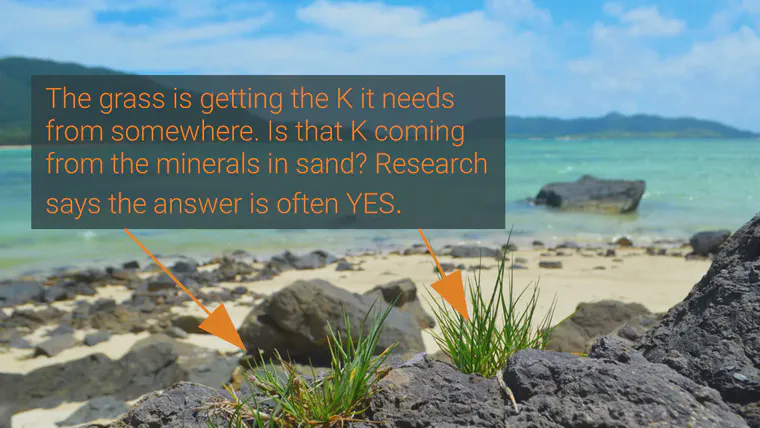 The grass is getting the K it needs
from somewhere. Is that K coming
from the minerals in sand? Research
says the answer is often YES.